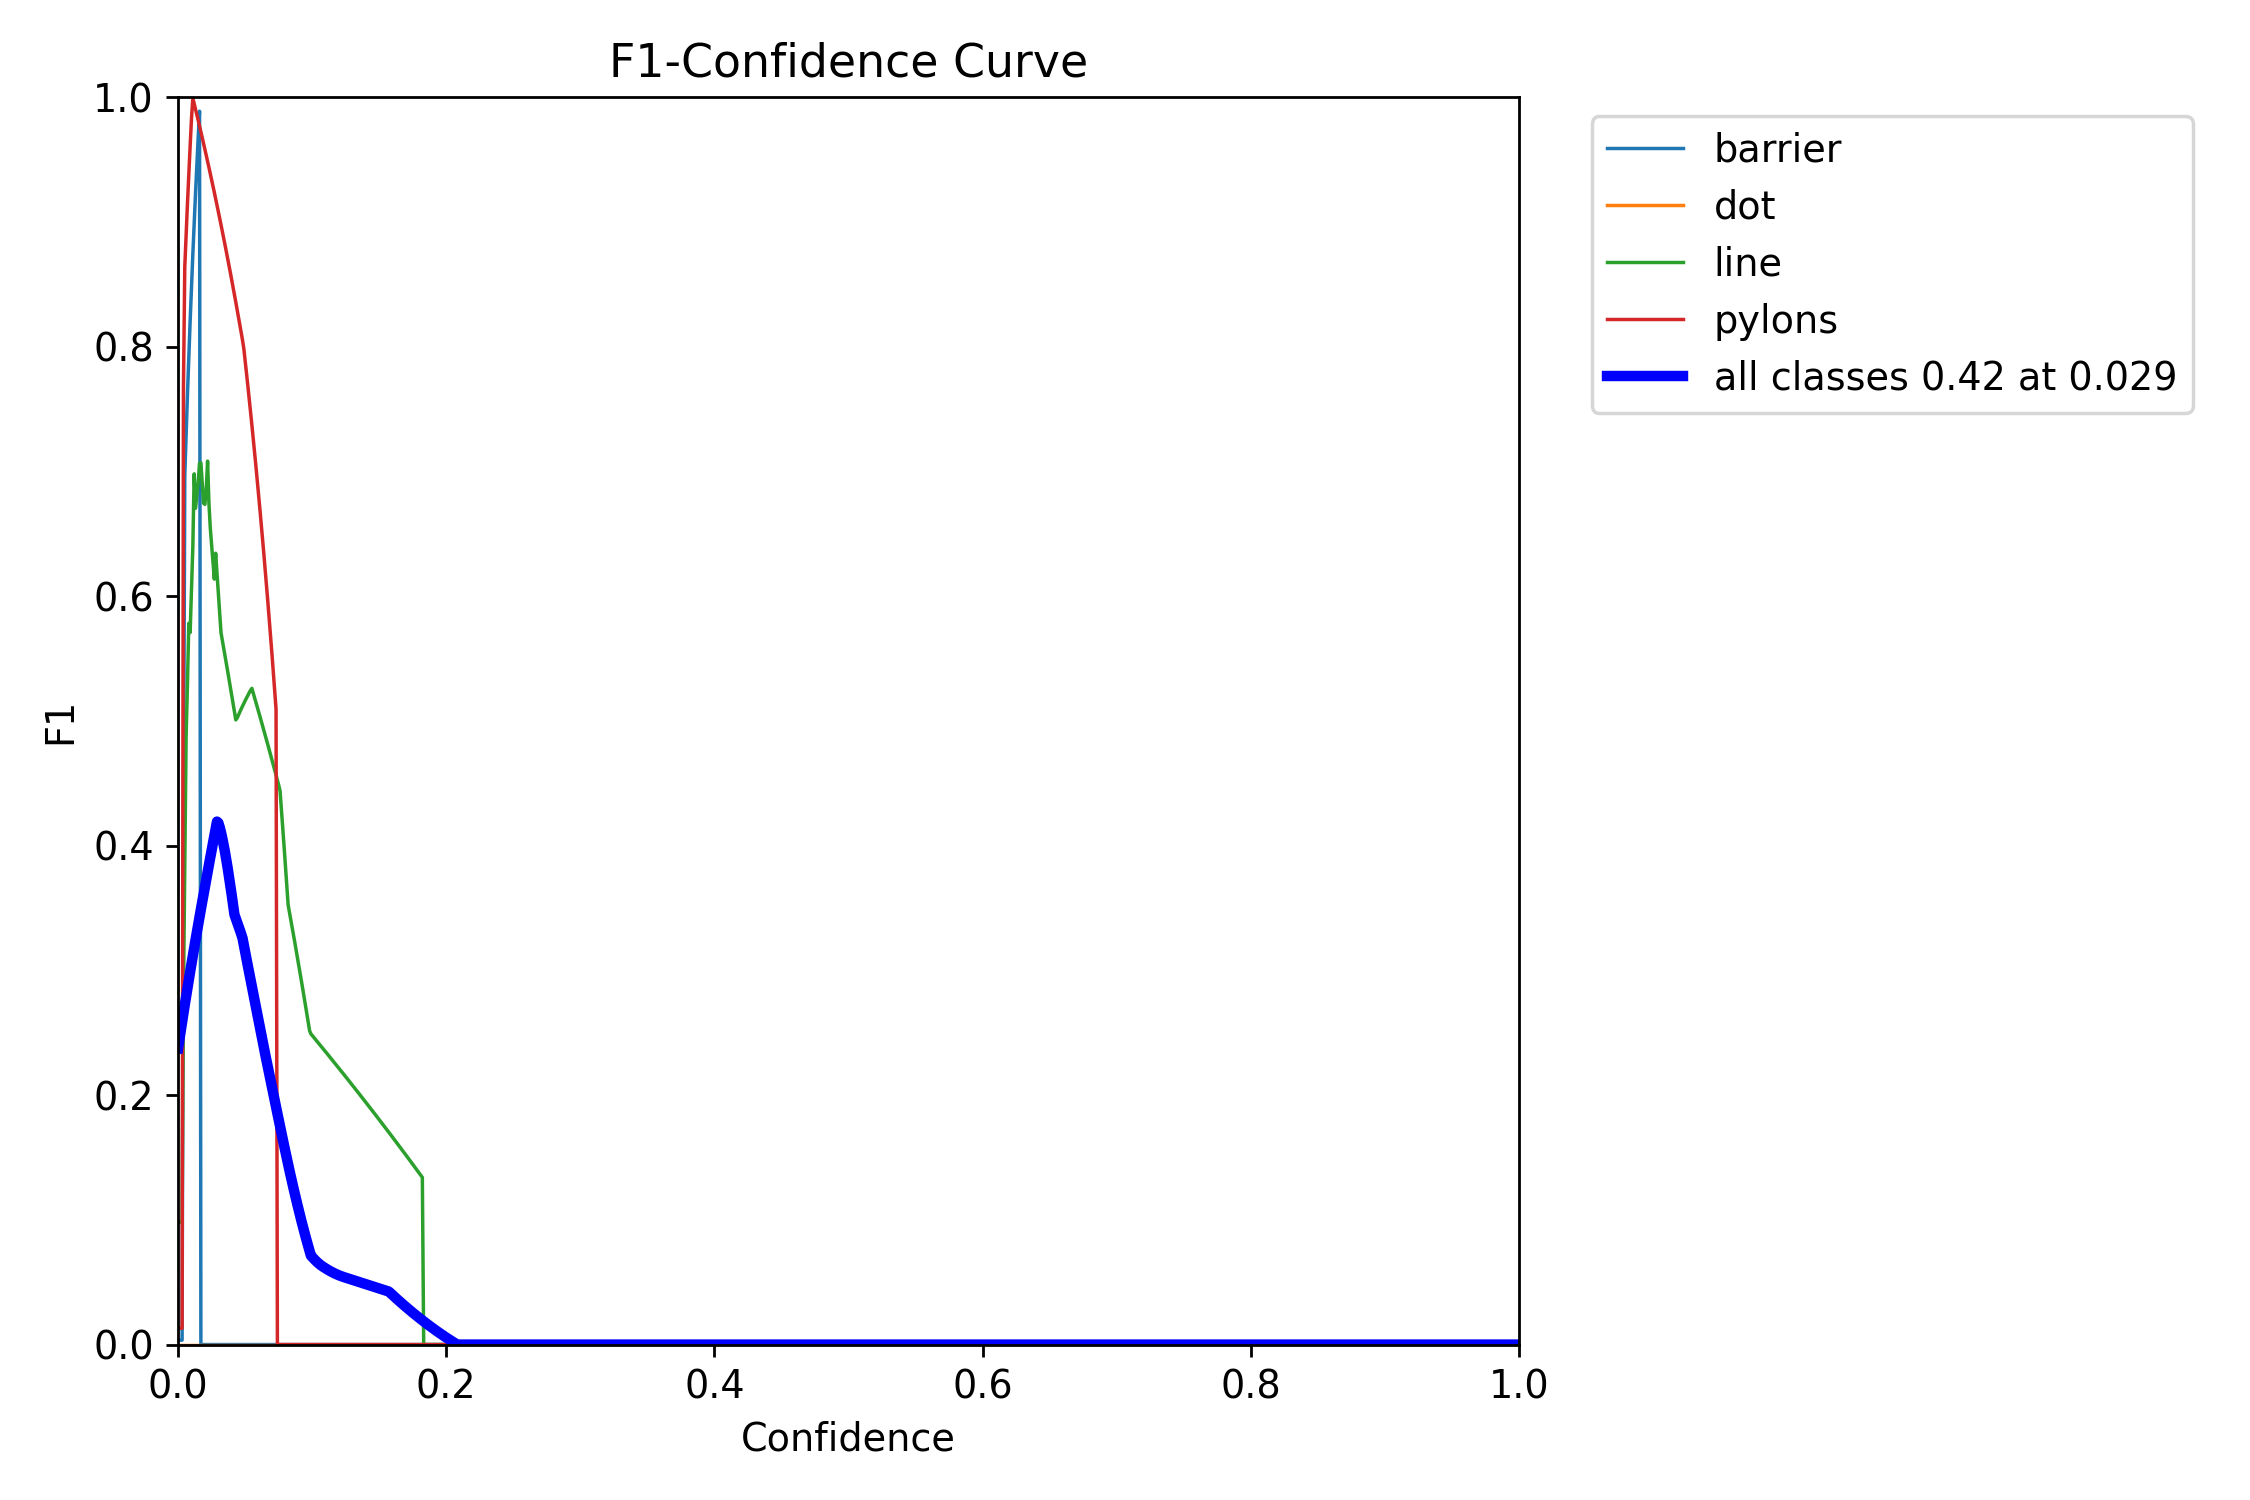 F1-Confidence Curve
1.0
0.8
0.6
0.4
0.2
0.0
F1
0.0 0.2 0.4 0.6 0.8 1.0
Confidence
barrier
dot
line
pylons
all classes 0.42 at 0.029